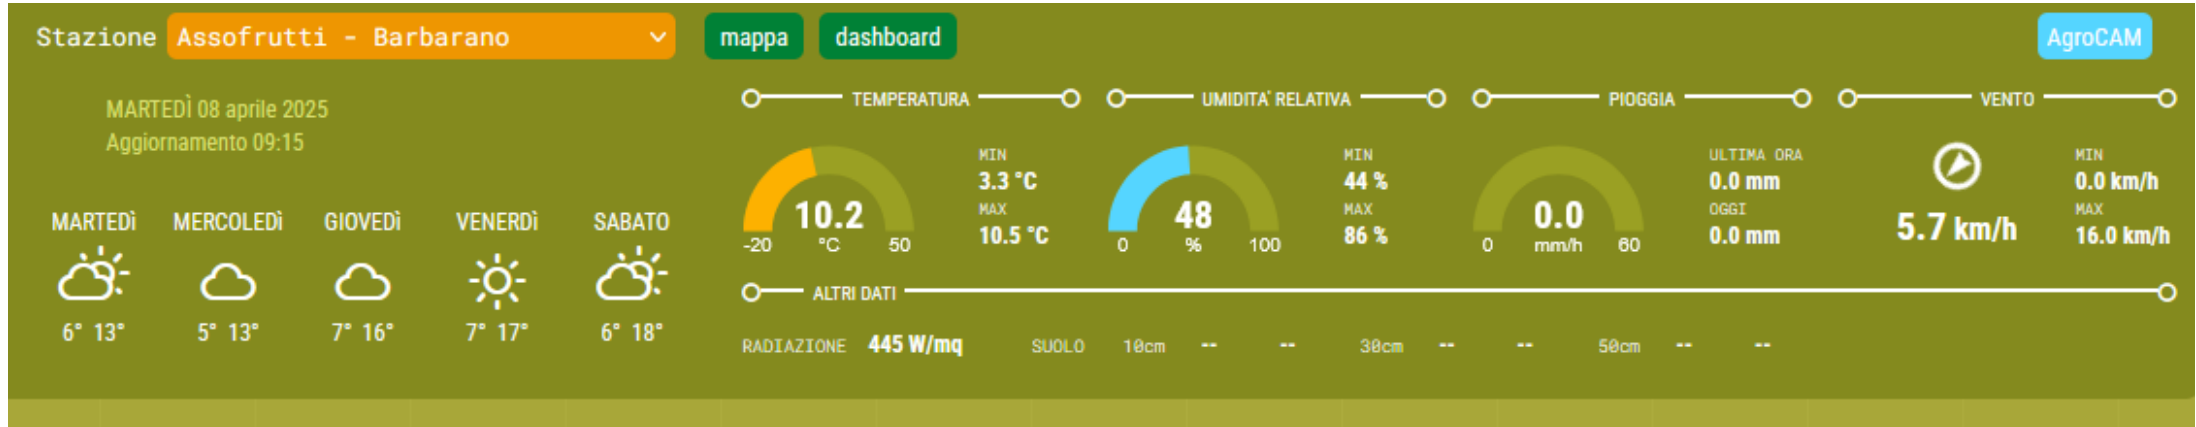 Stazione Assofrutti - Barbarano mappa dashboard AgroCAM
MARTEDÌ 08 aprile 2025
Aggiornamento 09:15
MARTEDÌ MERCOLEDÌ GIOVEDÌ VENERDÌ SABATO
6° 13° 5° 13° 7° 16° 7° 17° 6° 18°
TEMPERATURA
10.2
-20 °C 50
MIN
3.3 °C
MAX
10.5 °C
UMIDITA' RELATIVA
48
0 % 100
MIN
44 %
MAX
86 %
PIOGGIA
0.0
0 mm/h 60
ULTIMA ORA
0.0 mm
OGGI
0.0 mm
VENTO
5.7 km/h
MIN
0.0 km/h
MAX
16.0 km/h
ALTRI DATI
RADIAZIONE 445 W/mq SUOLO 10cm -- -- 30cm -- -- 50cm -- --